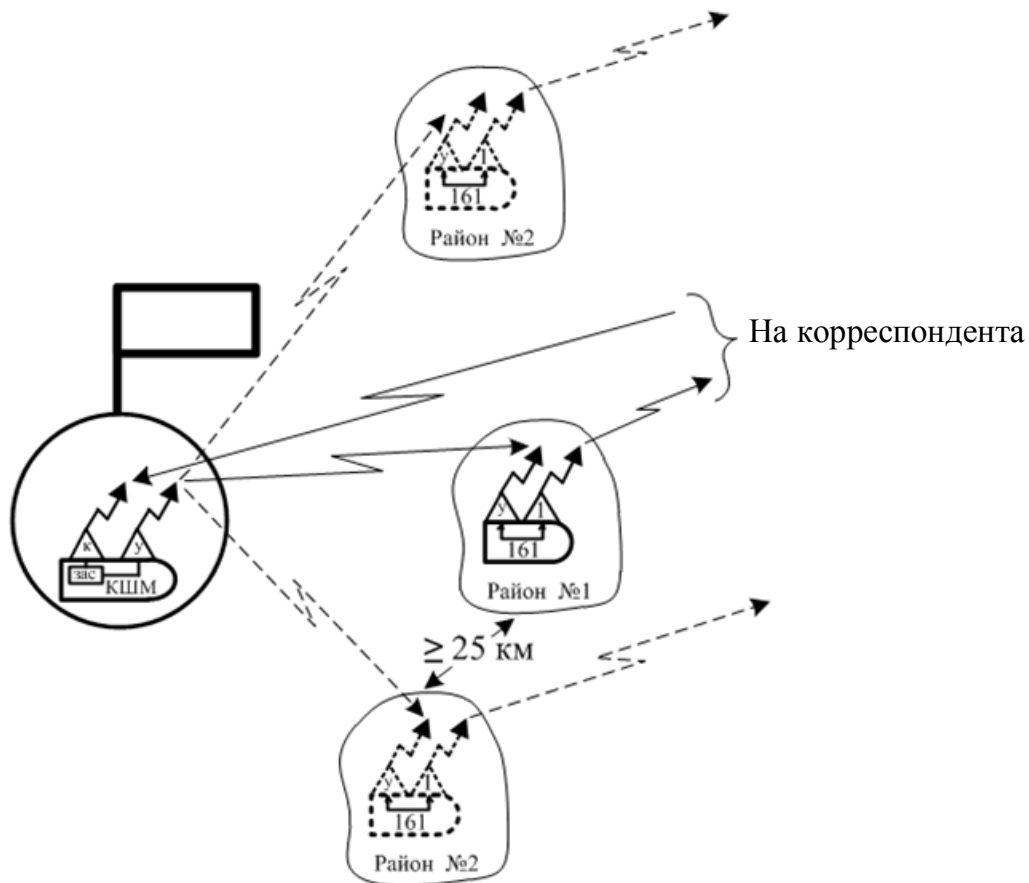 у 1
161
Район №2
На корреспондента
к у
зас
КШМ
у 1
161
Район №1
≥ 25 км
у 1
161
Район №2